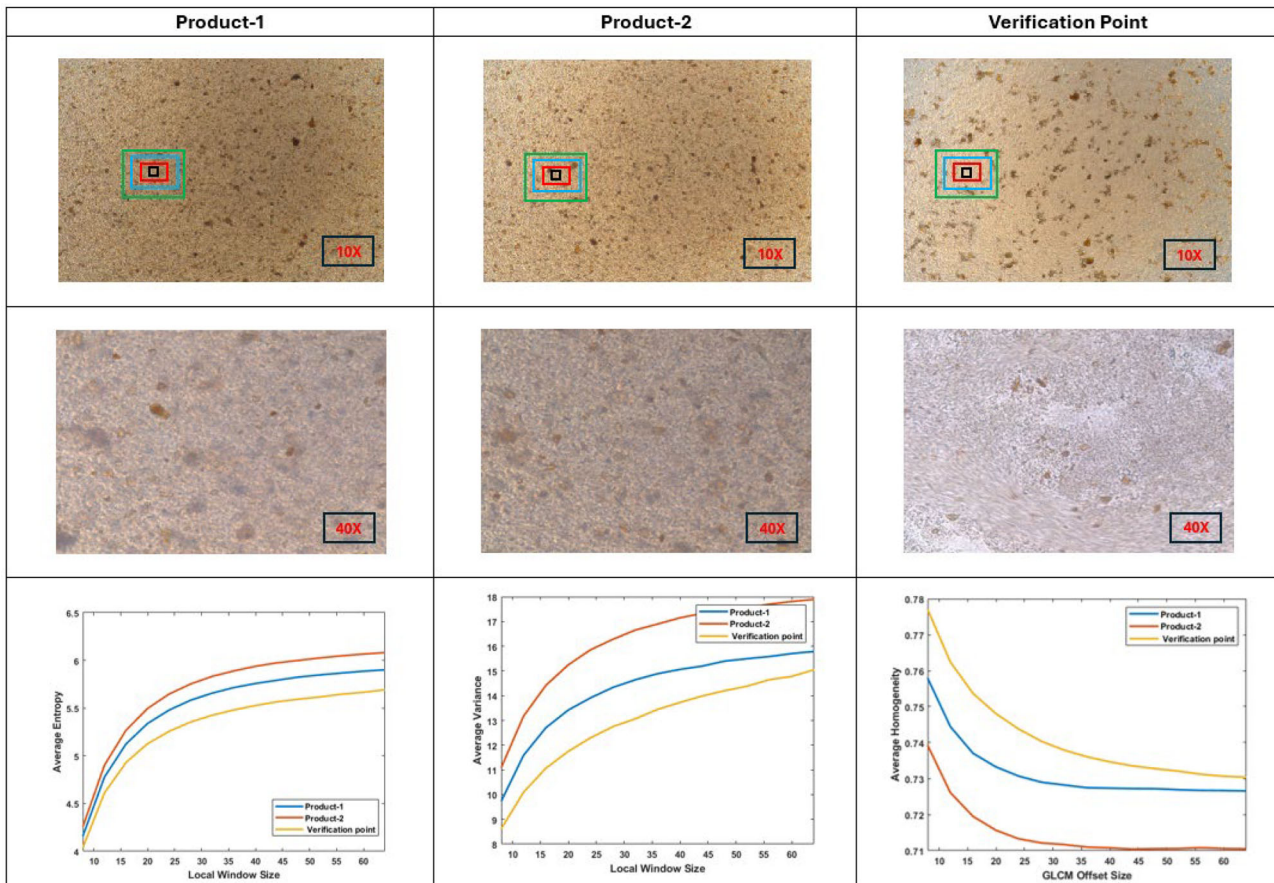 Product-1
Product-2
Verification Point
10X
10X
10X
40X
40X
40X
6.5
6
5.5
5
4.5
4
Average Entropy
10 15 20 25 30 35 40 45 50 55 60
Local Window Size
Product-1
Product-2
Verification point
18
17
16
15
14
13
12
11
10
9
8
Average Variance
10 15 20 25 30 35 40 45 50 55 60
Local Window Size
Product-1
Product-2
Verification point
0.78
0.77
0.76
0.75
0.74
0.73
0.72
0.71
Average Homogeneity
10 15 20 25 30 35 40 45 50 55 60
GLCM Offset Size
Product-1
Product-2
Verification point